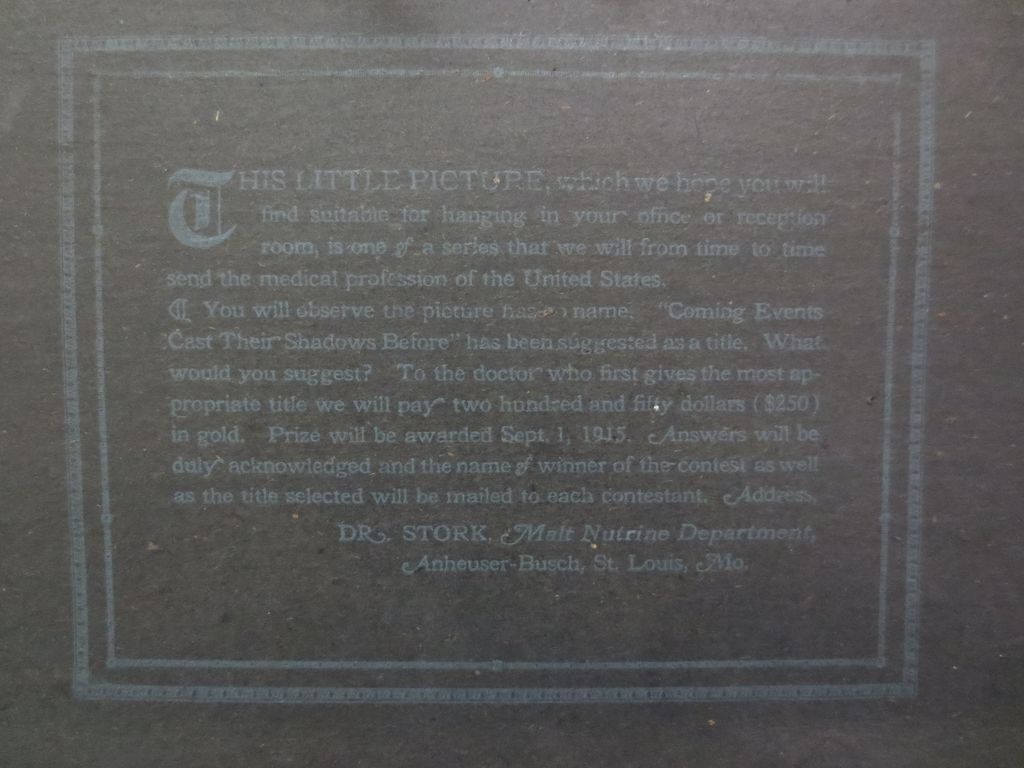 THIS LITTLE PICTURE, which we hope you will
find suitable for hanging in your office or reception
room, is one of a series that we will from time to time
send the medical profession of the United States.
¶ You will observe the picture has no name. "Coming Events
Cast Their Shadows Before" has been suggested as a title. What
would you suggest? To the doctor who first gives the most ap-
propriate title we will pay two hundred and fifty dollars ($250)
in gold. Prize will be awarded Sept. 1, 1915. Answers will be
duly acknowledged and the name of winner of the contest as well
as the title selected will be mailed to each contestant. Address,
DR. STORK, Malt Nutrine Department,
Anheuser-Busch, St. Louis, Mo.